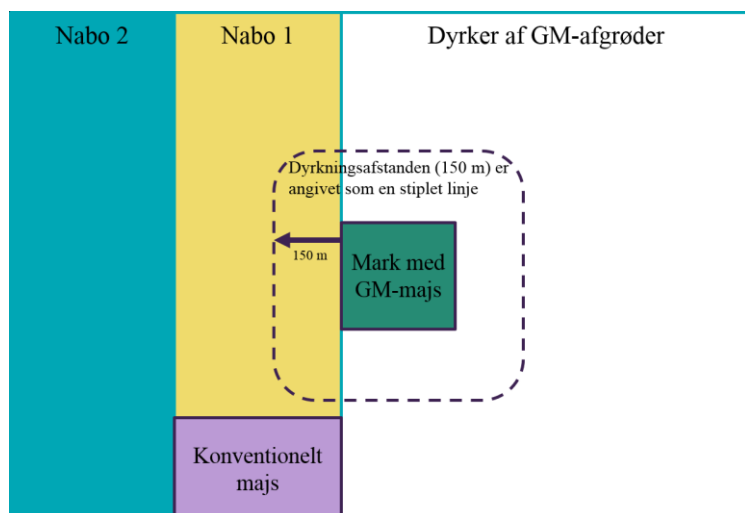 Nabo 2
Nabo 1
Dyrker af GM-afgrøder
Dyrkningsafstanden (150 m) er
angivet som en stiplet linje
150 m
Mark med
GM-majs
Konventionelt
majs